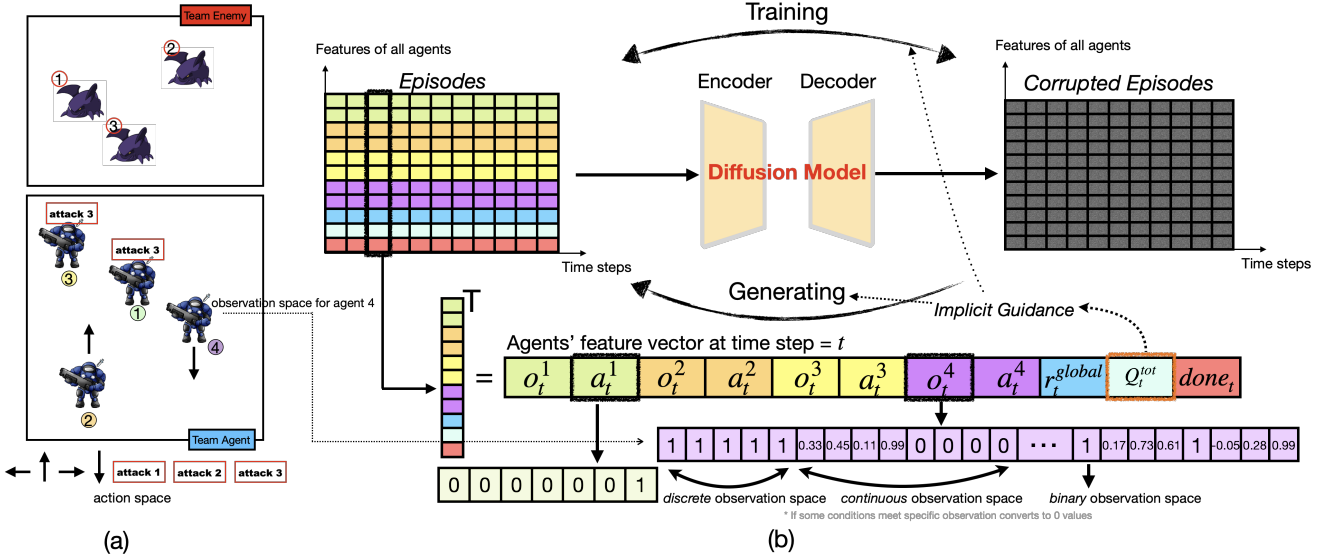 Team Enemy
1
2
3
attack 3
attack 3
3
1
4
2
Team Agent
attack 1 attack 2 attack 3
action space
(a)
observation space for agent 4
Training
Features of all agents
Episodes
Time steps
Encoder Decoder
Diffusion Model
Features of all agents
Corrupted Episodes
Time steps
Generating
Implicit Guidance
T
=
Agents' feature vector at time step = t
o_t^1 a_t^1 o_t^2 a_t^2 o_t^3 a_t^3 o_t^4 a_t^4 r_t^global Q_t^tot done_t
1 1 1 1 1 0.33 0.45 0.11 0.99 0 0 0 0 ··· 1 0.17 0.73 0.61 1 -0.05 0.28 0.99
0 0 0 0 0 0 1
discrete observation space continuous observation space binary observation space
* If some conditions meet specific observation converts to 0 values
(b)